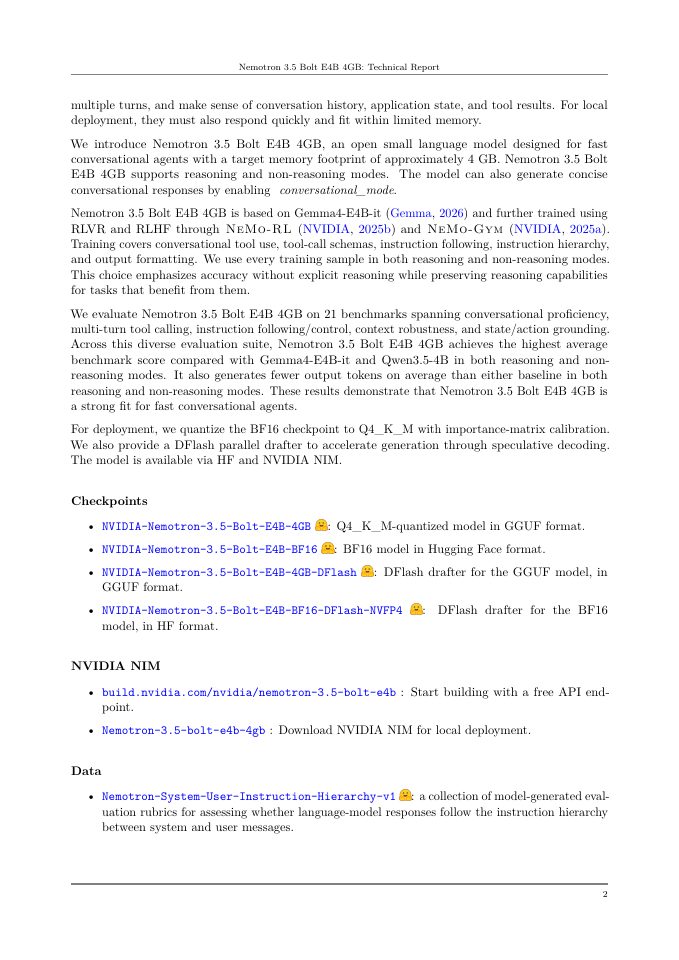 Nemotron 3.5 Bolt E4B 4GB: Technical Report
multiple turns, and make sense of conversation history, application state, and tool results. For local
deployment, they must also respond quickly and fit within limited memory.
We introduce Nemotron 3.5 Bolt E4B 4GB, an open small language model designed for fast
conversational agents with a target memory footprint of approximately 4 GB. Nemotron 3.5 Bolt
E4B 4GB supports reasoning and non-reasoning modes. The model can also generate concise
conversational responses by enabling conversational_mode.
Nemotron 3.5 Bolt E4B 4GB is based on Gemma4-E4B-it (Gemma, 2026) and further trained using
RLVR and RLHF through NeMo-RL (NVIDIA, 2025b) and NeMo-Gym (NVIDIA, 2025a).
Training covers conversational tool use, tool-call schemas, instruction following, instruction hierarchy,
and output formatting. We use every training sample in both reasoning and non-reasoning modes.
This choice emphasizes accuracy without explicit reasoning while preserving reasoning capabilities
for tasks that benefit from them.
We evaluate Nemotron 3.5 Bolt E4B 4GB on 21 benchmarks spanning conversational proficiency,
multi-turn tool calling, instruction following/control, context robustness, and state/action grounding.
Across this diverse evaluation suite, Nemotron 3.5 Bolt E4B 4GB achieves the highest average
benchmark score compared with Gemma4-E4B-it and Qwen3.5-4B in both reasoning and non-
reasoning modes. It also generates fewer output tokens on average than either baseline in both
reasoning and non-reasoning modes. These results demonstrate that Nemotron 3.5 Bolt E4B 4GB is
a strong fit for fast conversational agents.
For deployment, we quantize the BF16 checkpoint to Q4_K_M with importance-matrix calibration.
We also provide a DFlash parallel drafter to accelerate generation through speculative decoding.
The model is available via HF and NVIDIA NIM.
Checkpoints
• NVIDIA-Nemotron-3.5-Bolt-E4B-4GB 🤗: Q4_K_M-quantized model in GGUF format.
• NVIDIA-Nemotron-3.5-Bolt-E4B-BF16 🤗: BF16 model in Hugging Face format.
• NVIDIA-Nemotron-3.5-Bolt-E4B-4GB-DFlash 🤗: DFlash drafter for the GGUF model, in
GGUF format.
• NVIDIA-Nemotron-3.5-Bolt-E4B-BF16-DFlash-NVFP4 🤗: DFlash drafter for the BF16
model, in HF format.
NVIDIA NIM
• build.nvidia.com/nvidia/nemotron-3.5-bolt-e4b : Start building with a free API end-
point.
• Nemotron-3.5-bolt-e4b-4gb : Download NVIDIA NIM for local deployment.
Data
• Nemotron-System-User-Instruction-Hierarchy-v1 🤗: a collection of model-generated eval-
uation rubrics for assessing whether language-model responses follow the instruction hierarchy
between system and user messages.
2